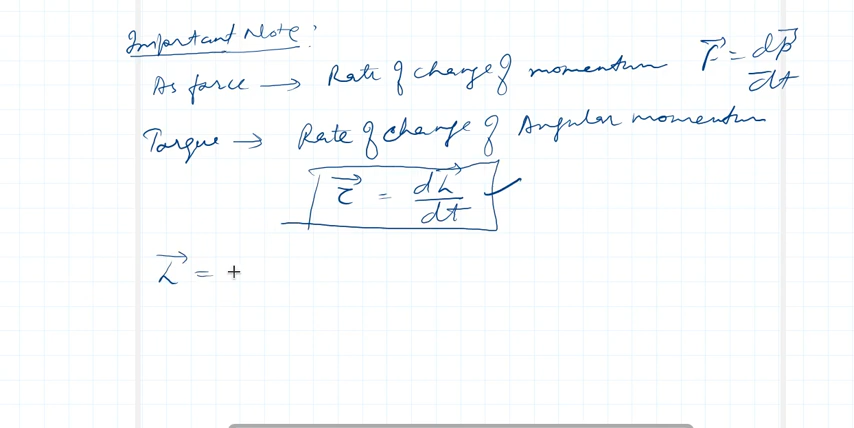 Important Note :
As force → Rate of change of momentum F⃗ = dp⃗/dt
Torque → Rate of change of Angular momentum
τ⃗ = dL⃗/dt ✓
L⃗ =